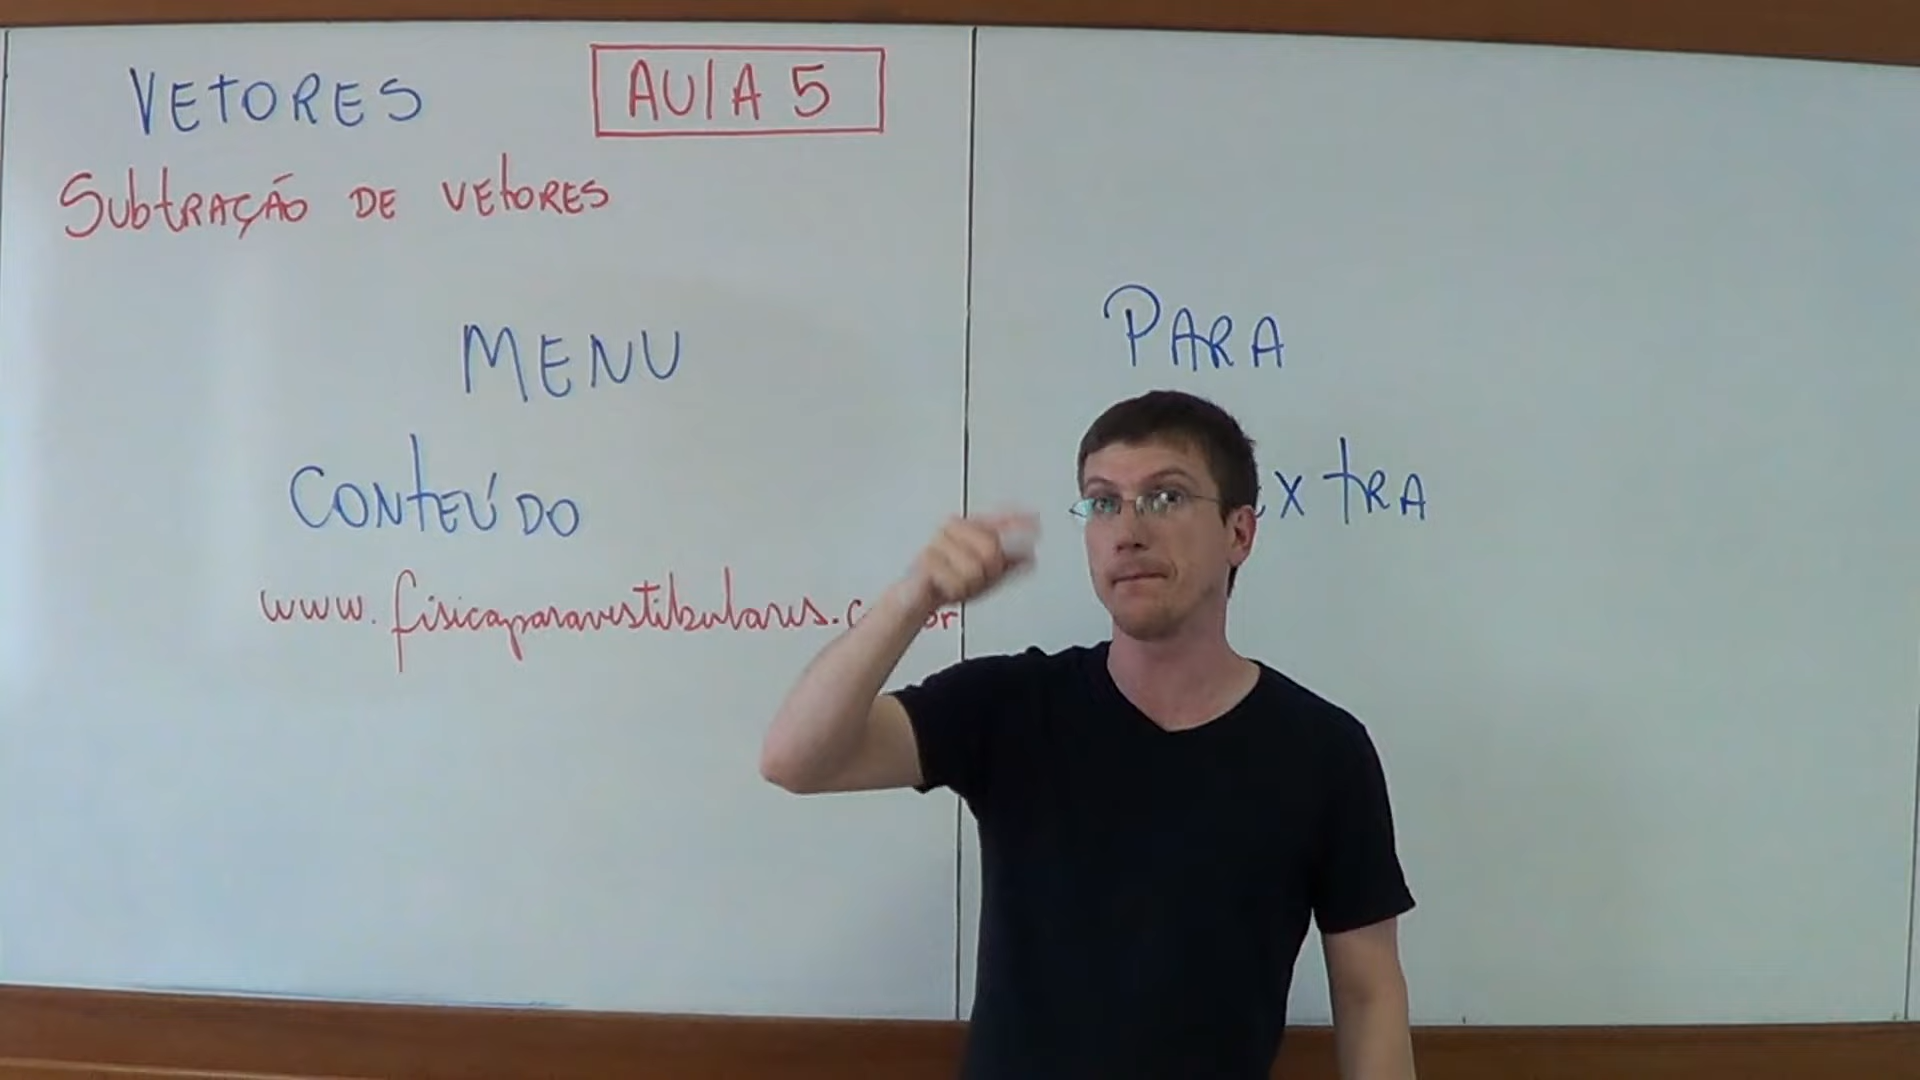 VETORES
AULA 5
Subtração de vetores
MENU
PARA
CONTEÚDO
xtra
www.fisicaparavestibulares.c